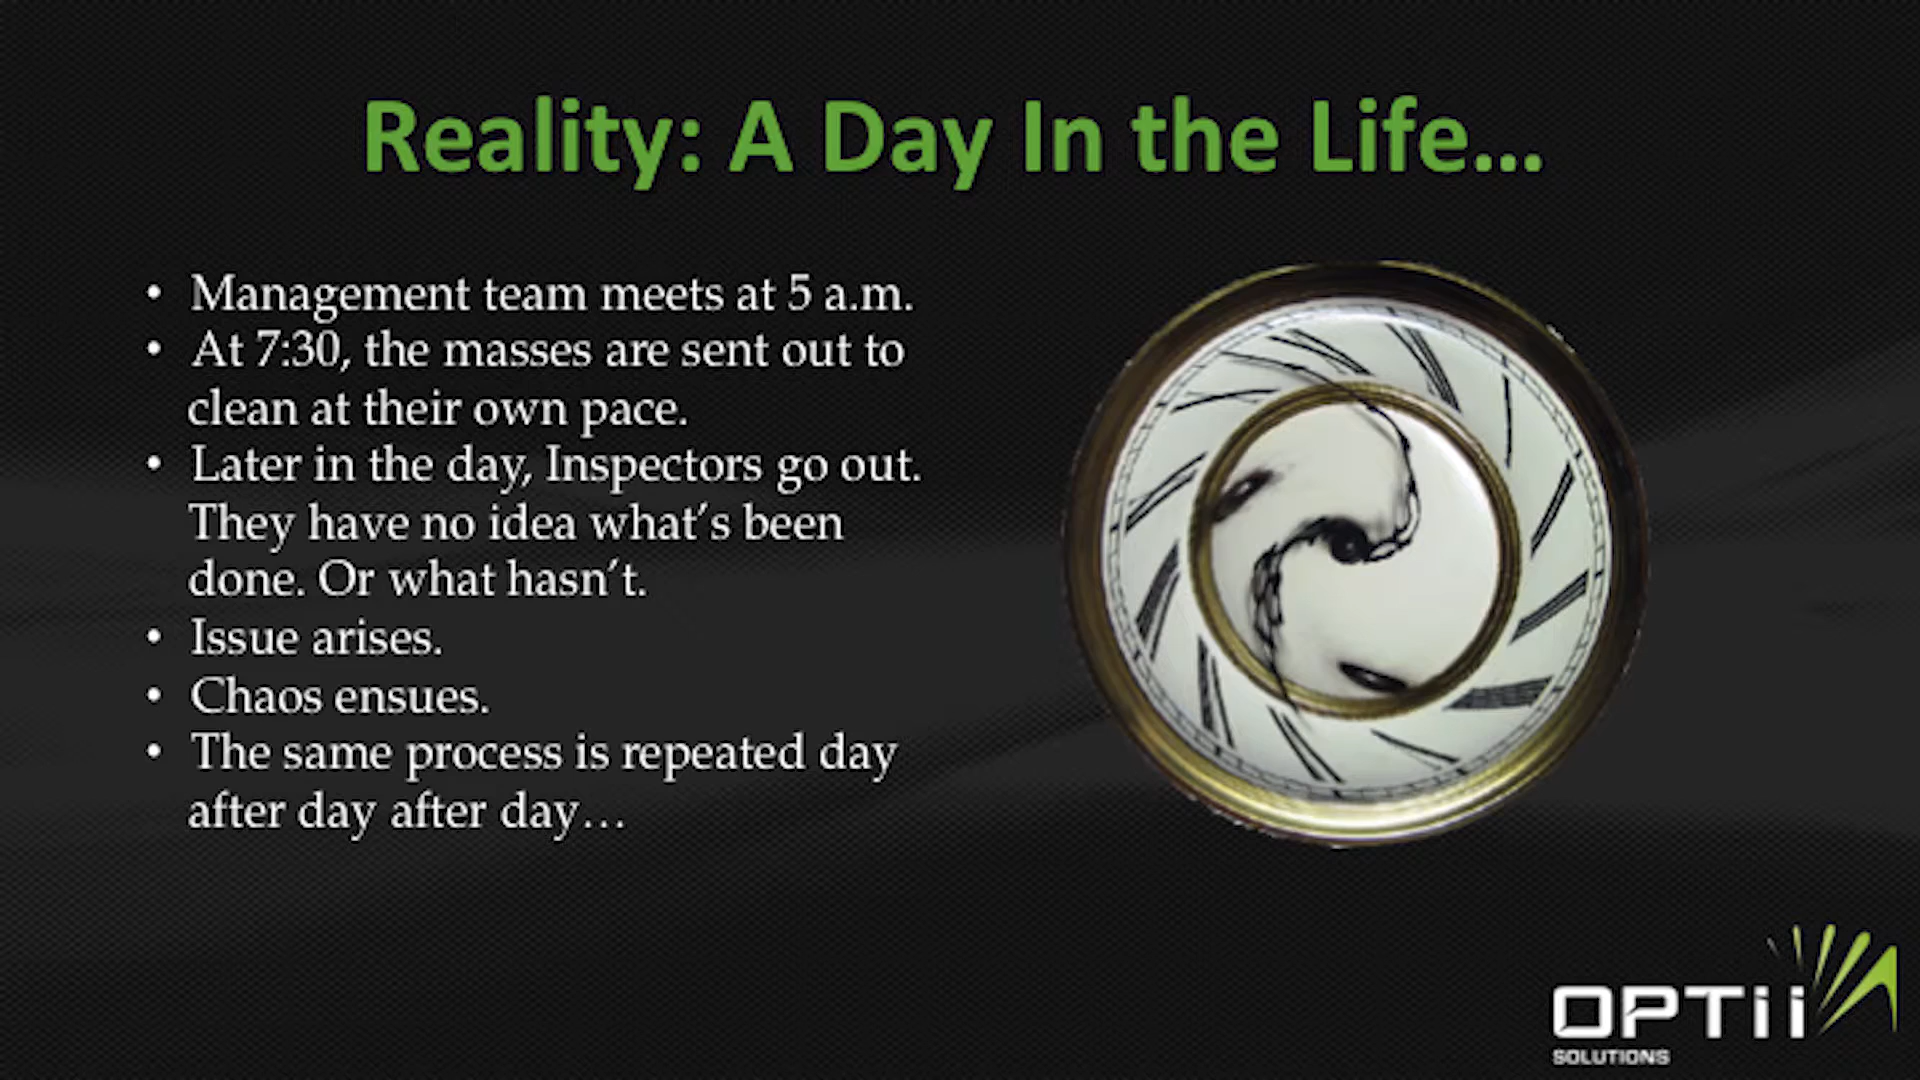 Reality: A Day In the Life...
• Management team meets at 5 a.m.
• At 7:30, the masses are sent out to
clean at their own pace.
• Later in the day, Inspectors go out.
They have no idea what’s been
done. Or what hasn’t.
• Issue arises.
• Chaos ensues.
• The same process is repeated day
after day after day…
OPTii
SOLUTIONS